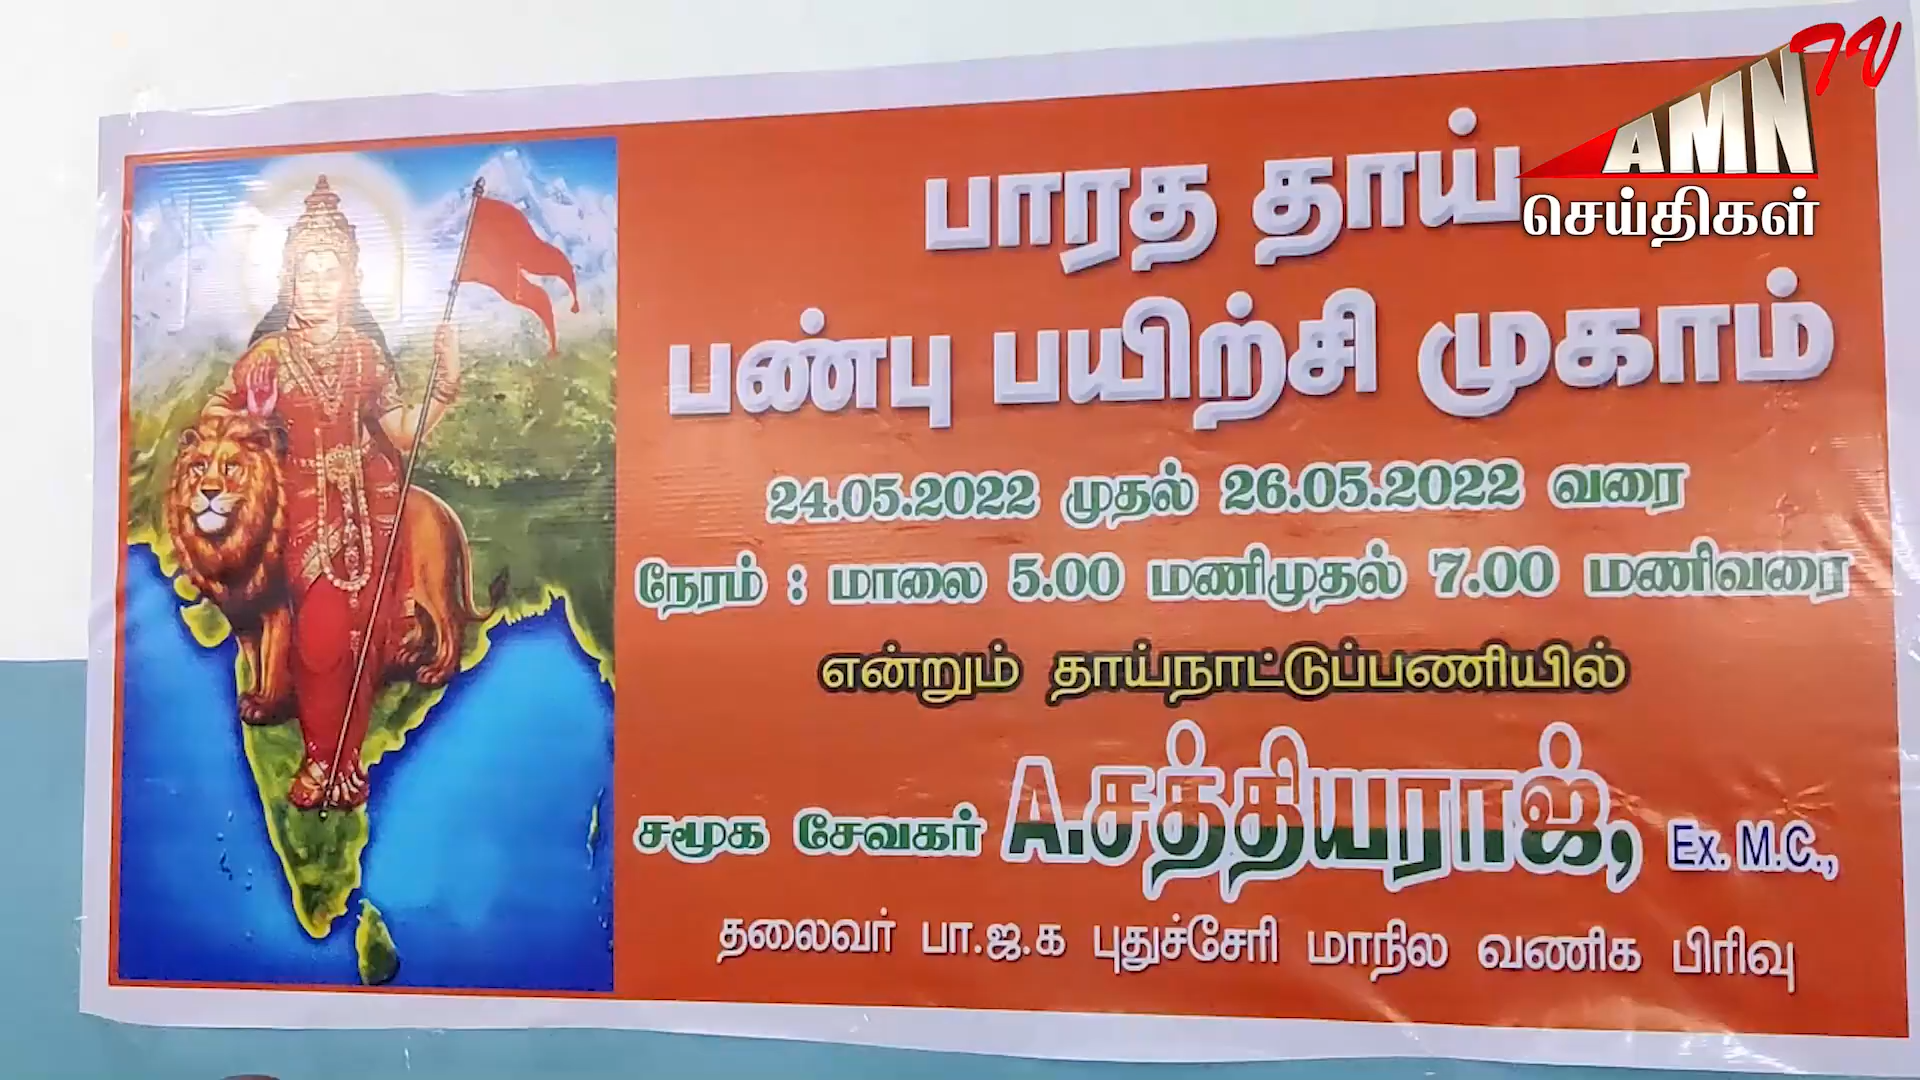 TV
AMN
செய்திகள்
பாரத தாய்
பண்பு பயிற்சி முகாம்
24.05.2022 முதல் 26.05.2022 வரை
நேரம் : மாலை 5.00 மணிமுதல் 7.00 மணிவரை
என்றும் தாய்நாட்டுப்பணியில்
சமூக சேவகர் A.சத்தியராஜ், Ex. M.C.,
தலைவர் பா.ஜ.க புதுச்சேரி மாநில வணிக பிரிவு